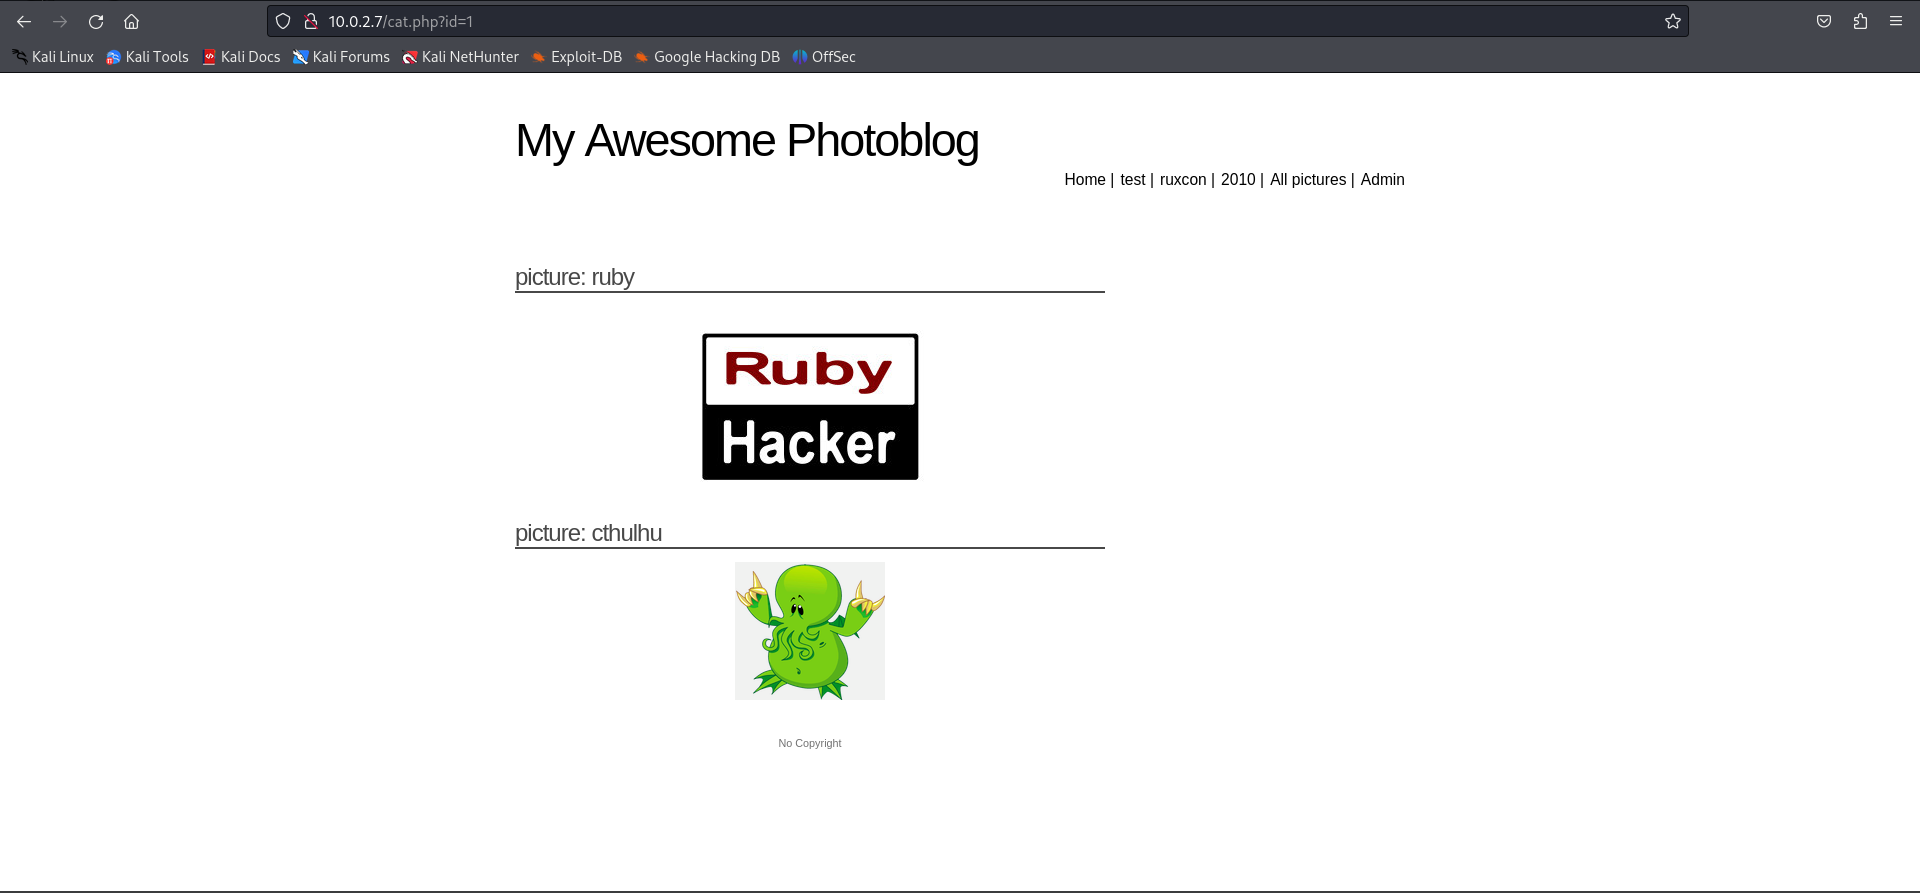 10.0.2.7/cat.php?id=1
Kali Linux Kali Tools Kali Docs Kali Forums Kali NetHunter Exploit-DB Google Hacking DB OffSec
My Awesome Photoblog
Home | test | ruxcon | 2010 | All pictures | Admin
picture: ruby
Ruby
Hacker
picture: cthulhu
No Copyright